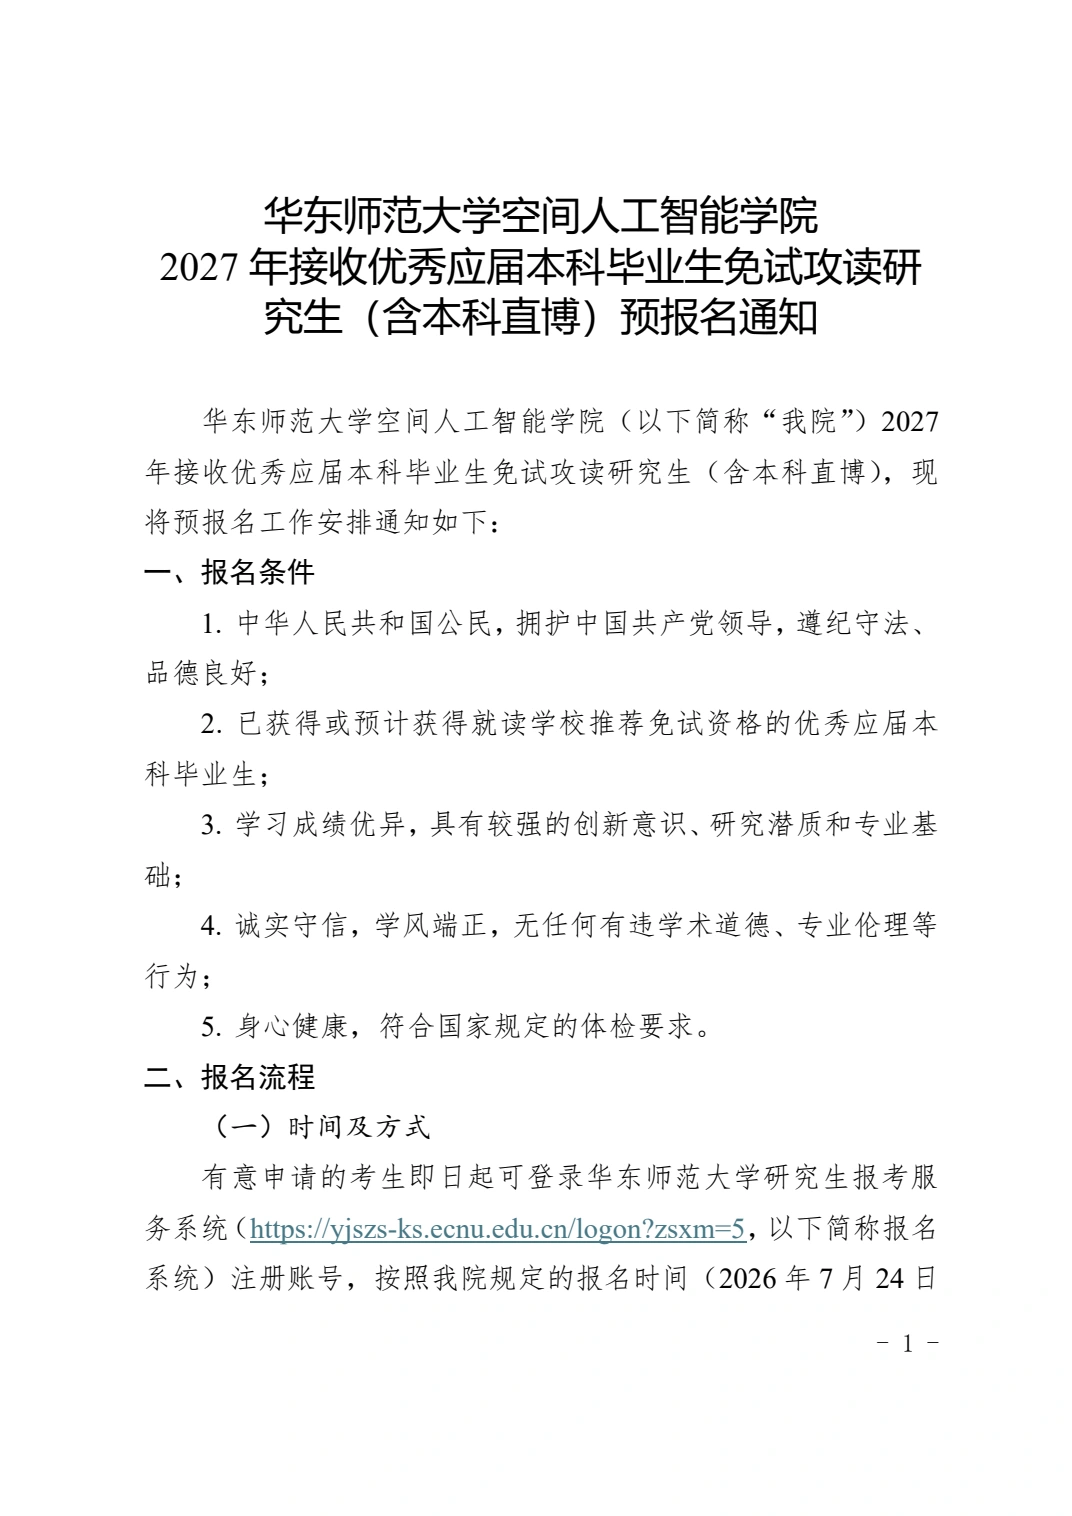 华东师范大学空间人工智能学院
2027 年接收优秀应届本科毕业生免试攻读研
究生（含本科直博）预报名通知
华东师范大学空间人工智能学院（以下简称“我院”）2027
年接收优秀应届本科毕业生免试攻读研究生（含本科直博），现
将预报名工作安排通知如下：
一、报名条件
1. 中华人民共和国公民，拥护中国共产党领导，遵纪守法、
品德良好；
2. 已获得或预计获得就读学校推荐免试资格的优秀应届本
科毕业生；
3. 学习成绩优异，具有较强的创新意识、研究潜质和专业基
础；
4. 诚实守信，学风端正，无任何有违学术道德、专业伦理等
行为；
5. 身心健康，符合国家规定的体检要求。
二、报名流程
（一）时间及方式
有意申请的考生即日起可登录华东师范大学研究生报考服
务系统（https://yjszs-ks.ecnu.edu.cn/logon?zsxm=5，以下简称报名
系统）注册账号，按照我院规定的报名时间（2026 年 7 月 24 日
- 1 -